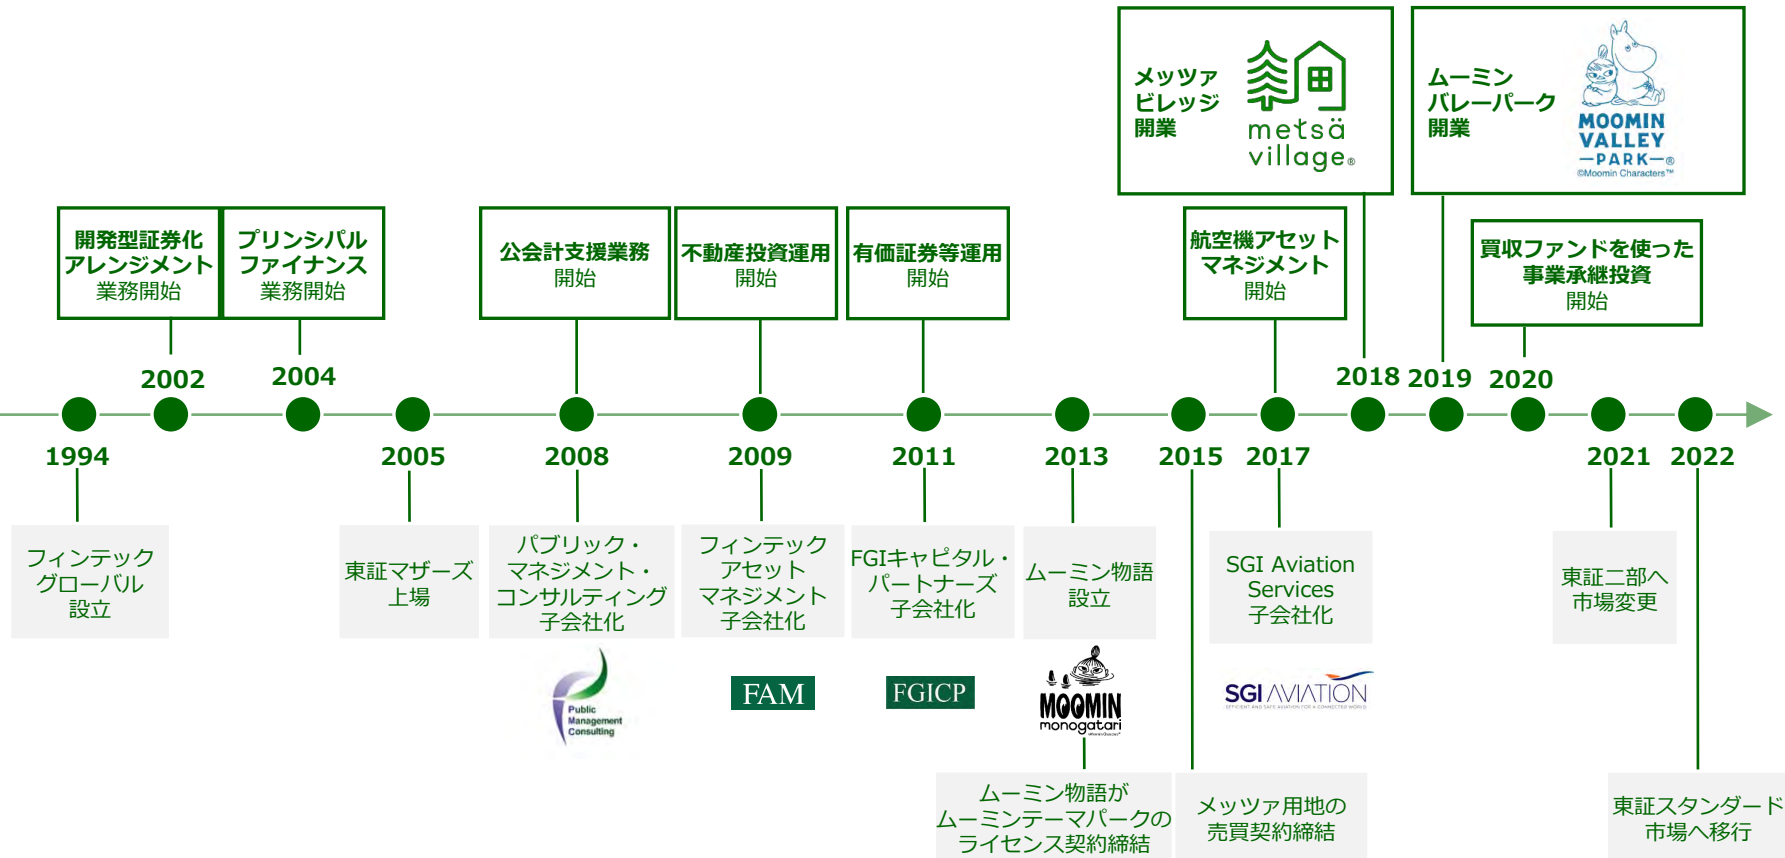 メッツァ
ビレッジ
開業
metsä
village®
ムーミン
バレーパーク
開業
MOOMIN
VALLEY
PARK ®
©Moomin Characters™
開発型証券化
アレンジメント
業務開始
プリンシパル
ファイナンス
業務開始
公会計支援業務
開始
不動産投資運用
開始
有価証券等運用
開始
航空機アセット
マネジメント
開始
買収ファンドを使った
事業承継投資
開始
2002
2004
2018
2019
2020
1994
2005
2008
2009
2011
2013
2015
2017
2021
2022
フィンテック
グローバル
設立
東証マザーズ
上場
パブリック・
マネジメント・
コンサルティング
子会社化
Public
Management
Consulting
フィンテック
アセット
マネジメント
子会社化
FAM
FGIキャピタル・
パートナーズ
子会社化
FGICP
ムーミン物語
設立
MOOMIN
monogatari
SGI Aviation
Services
子会社化
SGI AVIATION
EFFICIENT AND SAFE AVIATION FOR A CONNECTED WORLD
東証二部へ
市場変更
ムーミン物語が
ムーミンテーマパークの
ライセンス契約締結
メッツァ用地の
売買契約締結
東証スタンダード
市場へ移行